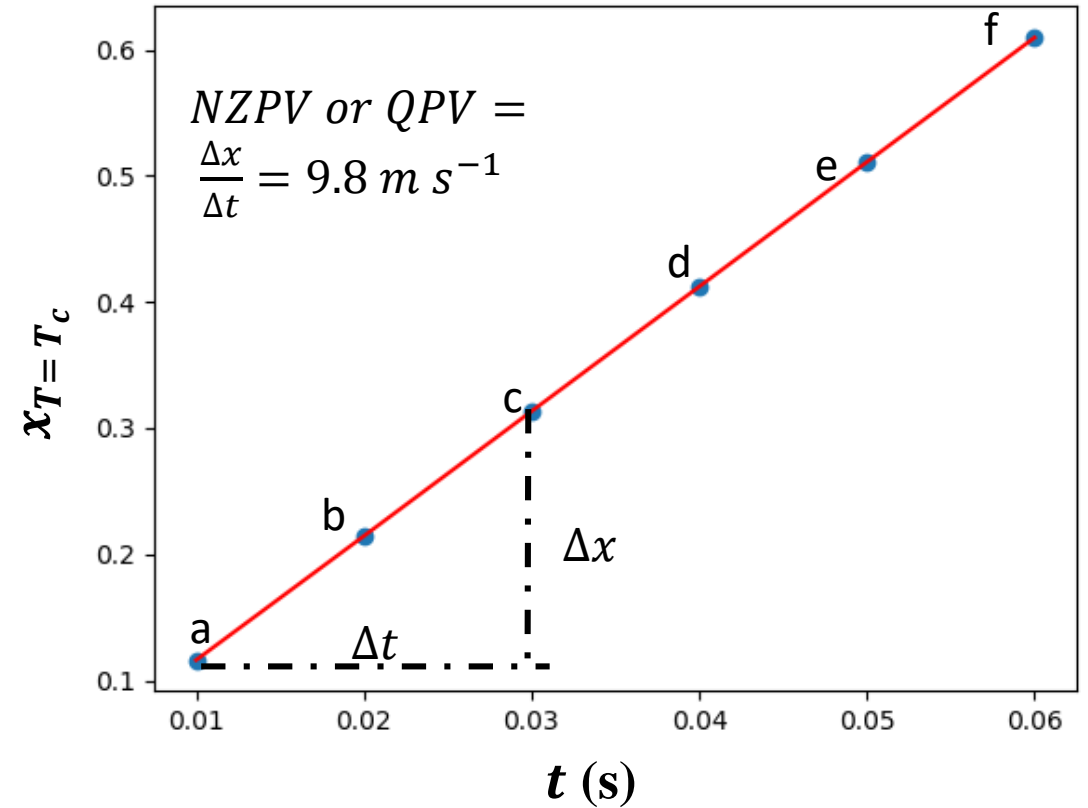 NZPV or QPV =
Δx/Δt = 9.8 m s⁻¹
x_{T=T_c}
0.6
0.5
0.4
0.3
0.2
0.1
f
e
d
c
b
a
Δx
Δt
0.01 0.02 0.03 0.04 0.05 0.06
t (s)